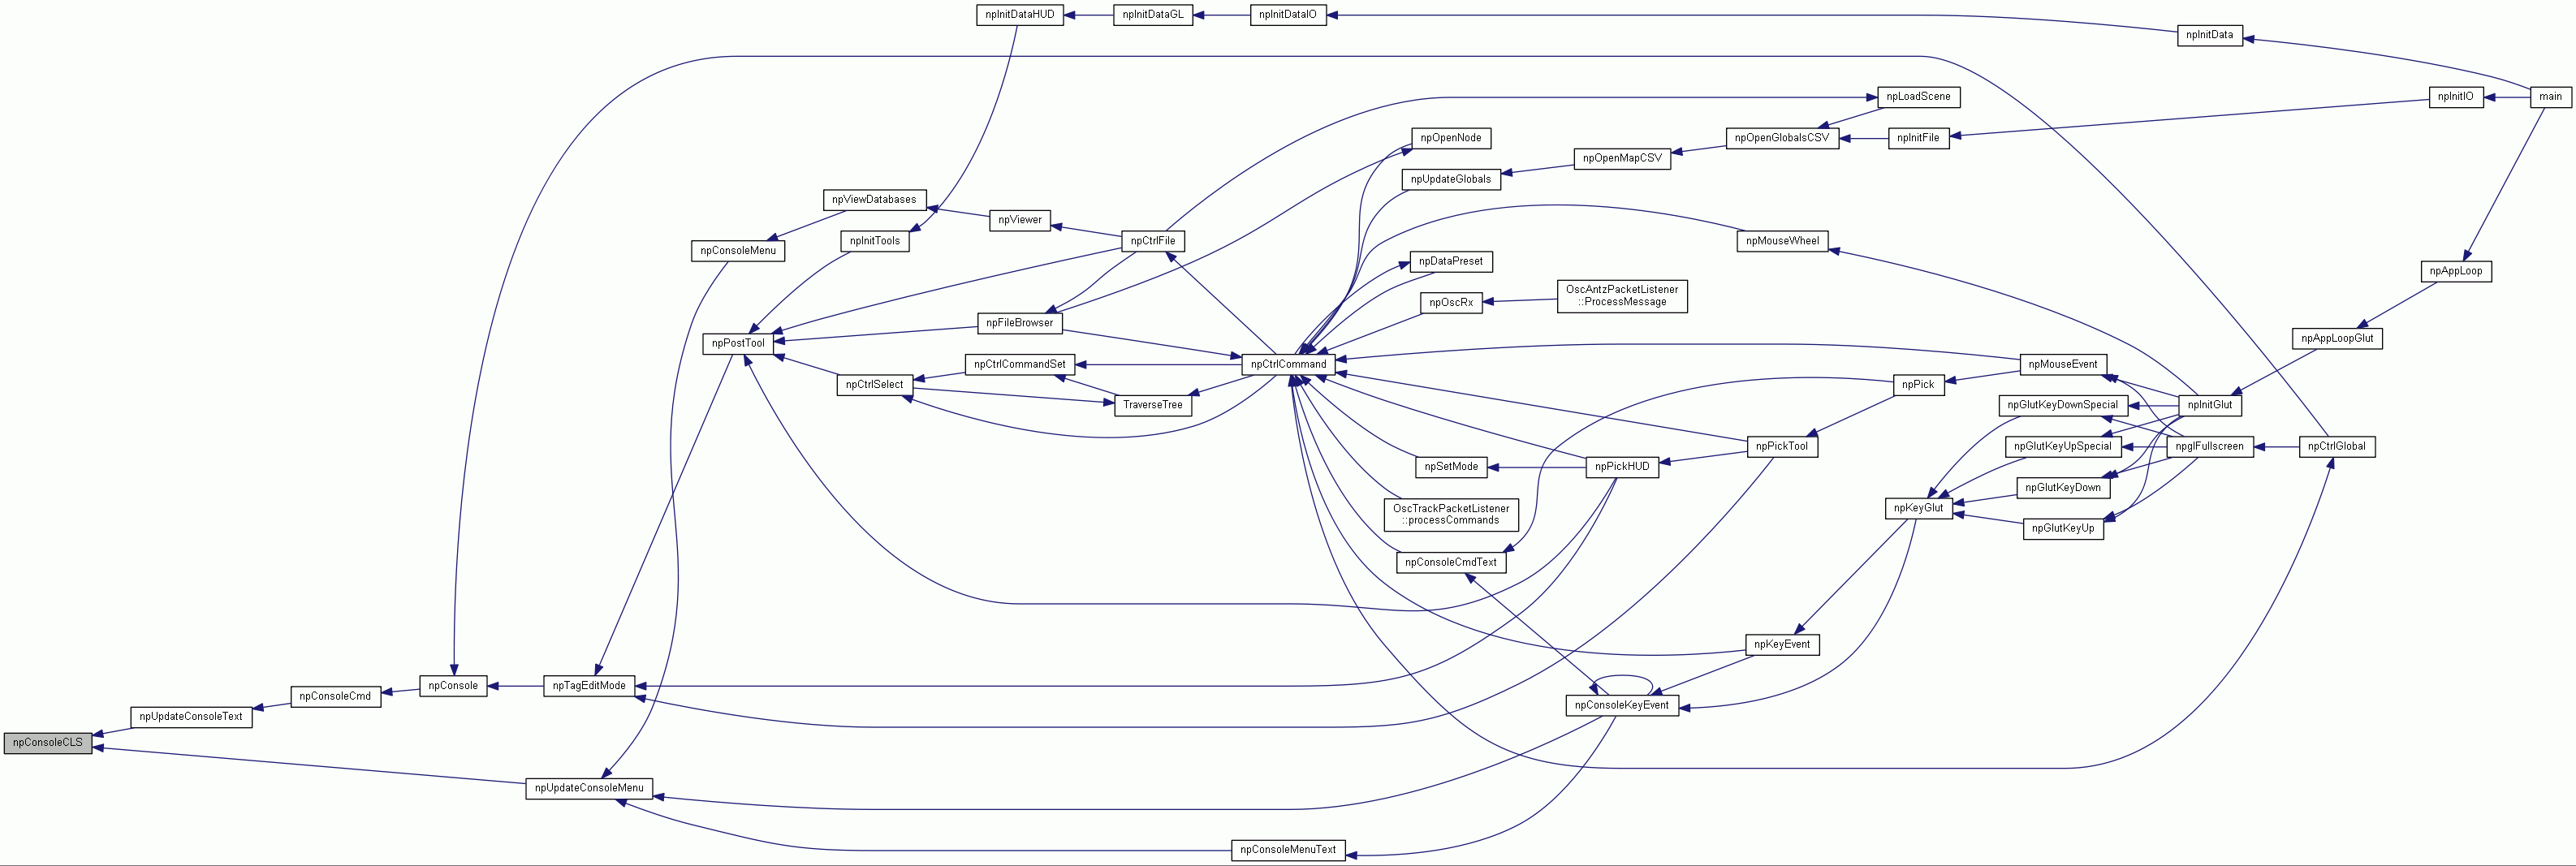 npInitDataHUD
npInitDataGL
npInitDataIO
npInitData
npLoadScene
npInitIO
main
npOpenNode
npOpenGlobalsCSV
npInitFile
npOpenMapCSV
npUpdateGlobals
npViewDatabases
npViewer
npConsoleMenu
npInitTools
npCtrlFile
npMouseWheel
npDataPreset
npAppLoop
npOscRx
OscAntzPacketListener
::ProcessMessage
npFileBrowser
npPostTool
npAppLoopGlut
npCtrlCommandSet
npCtrlCommand
npMouseEvent
npCtrlSelect
npPick
TraverseTree
npGlutKeyDownSpecial
npInitGlut
npPickTool
npGlutKeyUpSpecial
npglFullscreen
npCtrlGlobal
npSetMode
npPickHUD
npGlutKeyDown
OscTrackPacketListener
::processCommands
npKeyGlut
npGlutKeyUp
npConsoleCmdText
npKeyEvent
npConsoleCmd
npConsole
npTagEditMode
npConsoleKeyEvent
npUpdateConsoleText
npConsoleCLS
npUpdateConsoleMenu
npConsoleMenuText